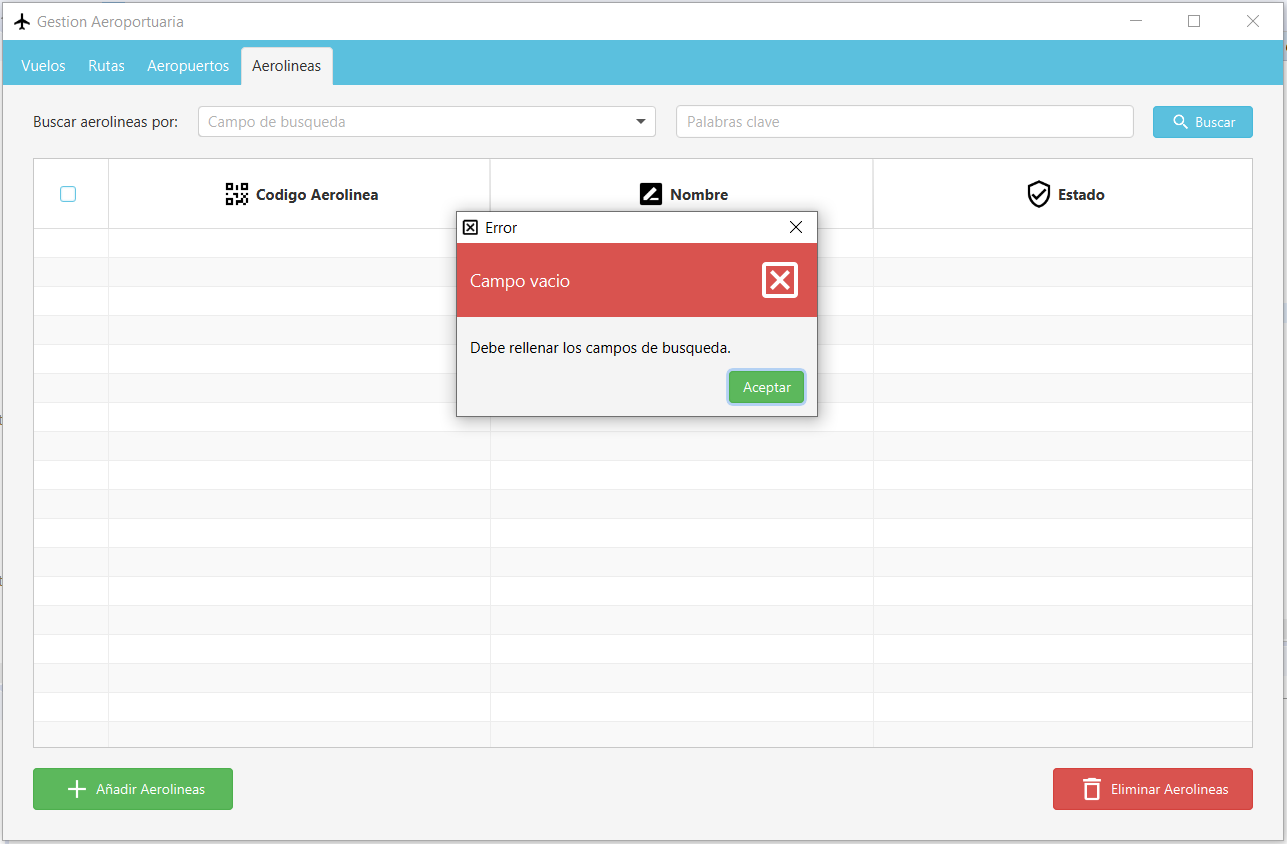 Gestion Aeroportuaria
Vuelos Rutas Aeropuertos Aerolineas
Buscar aerolineas por: Campo de busqueda Palabras clave Buscar
Codigo Aerolinea Nombre Estado
Error
Campo vacio
Debe rellenar los campos de busqueda.
Aceptar
Añadir Aerolineas Eliminar Aerolineas